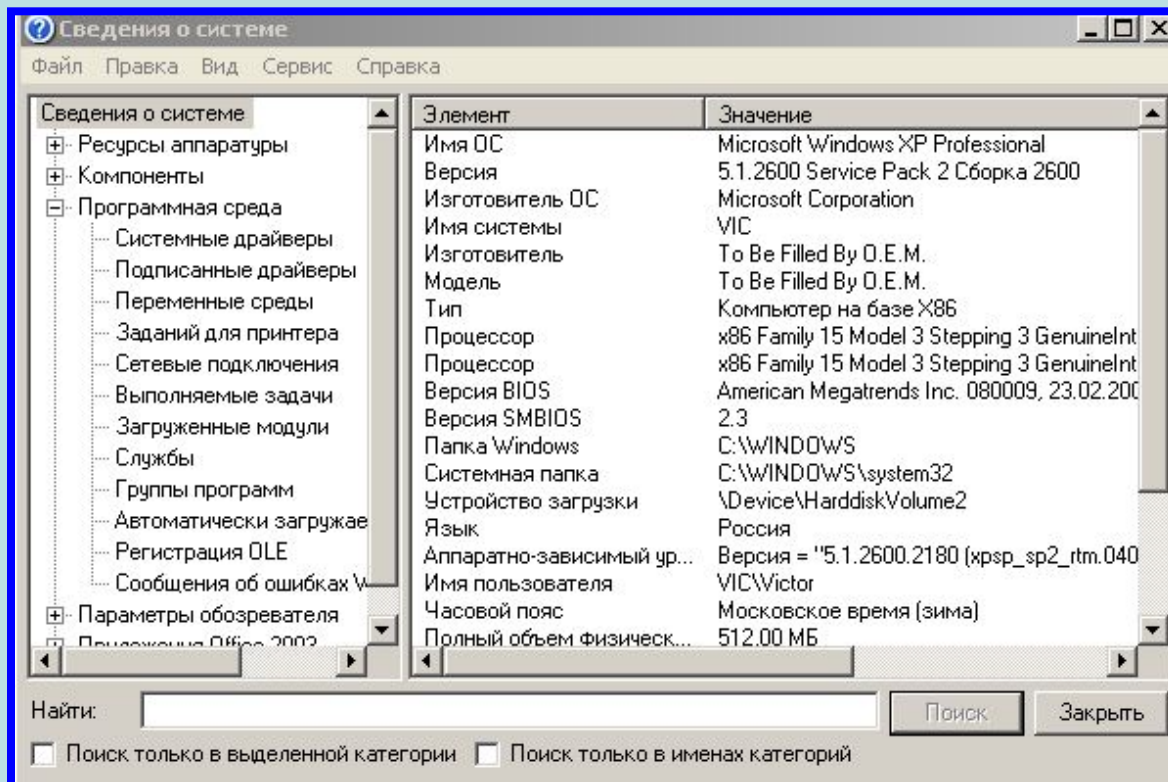 Сведения о системе
Файл Правка Вид Сервис Справка
Сведения о системе
Ресурсы аппаратуры
Компоненты
Программная среда
Системные драйверы
Подписанные драйверы
Переменные среды
Заданий для принтера
Сетевые подключения
Выполняемые задачи
Загруженные модули
Службы
Группы программ
Автоматически загружае
Регистрация OLE
Сообщения об ошибках W
Параметры обозревателя
Приложения Office 2003
Элемент Значение
Имя ОС Microsoft Windows XP Professional
Версия 5.1.2600 Service Pack 2 Сборка 2600
Изготовитель ОС Microsoft Corporation
Имя системы VIC
Изготовитель To Be Filled By O.E.M.
Модель To Be Filled By O.E.M.
Тип Компьютер на базе X86
Процессор x86 Family 15 Model 3 Stepping 3 GenuineInt
Процессор x86 Family 15 Model 3 Stepping 3 GenuineInt
Версия BIOS American Megatrends Inc. 080009, 23.02.200
Версия SMBIOS 2.3
Папка Windows C:\WINDOWS
Системная папка C:\WINDOWS\system32
Устройство загрузки \Device\HarddiskVolume2
Язык Россия
Аппаратно-зависимый ур... Версия = "5.1.2600.2180 (xpsp_sp2_rtm.040
Имя пользователя VIC\Victor
Часовой пояс Московское время (зима)
Полный объем физическ... 512,00 МБ
Найти: Поиск Закрыть
Поиск только в выделенной категории Поиск только в именах категорий